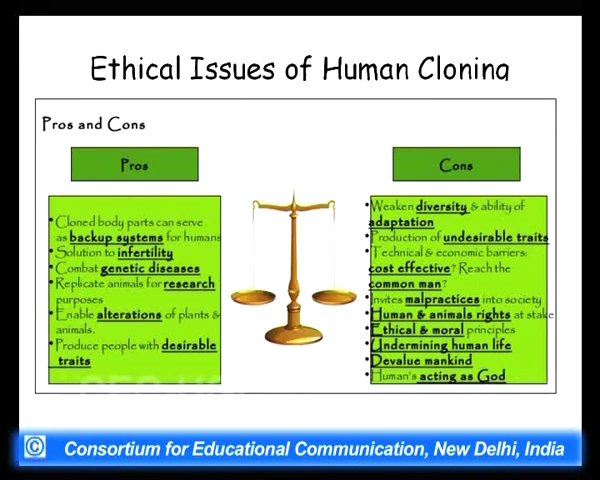 Ethical Issues of Human Cloning
Pros and Cons
Pros
• Cloned body parts can serve
as backup systems for humans
• Solution to infertility
• Combat genetic diseases
• Replicate animals for research
purposes
• Enable alterations of plants &
animals.
• Produce people with desirable
traits
Cons
• Weaken diversity & ability of
adaptation
• Production of undesirable traits
• Technical & economic barriers:
cost effective? Reach the
common man?
• Invites malpractices into society
• Human & animals rights at stake
• Ethical & moral principles
• Undermining human life
• Devalue mankind
• Human's acting as God
© Consortium for Educational Communication, New Delhi, India